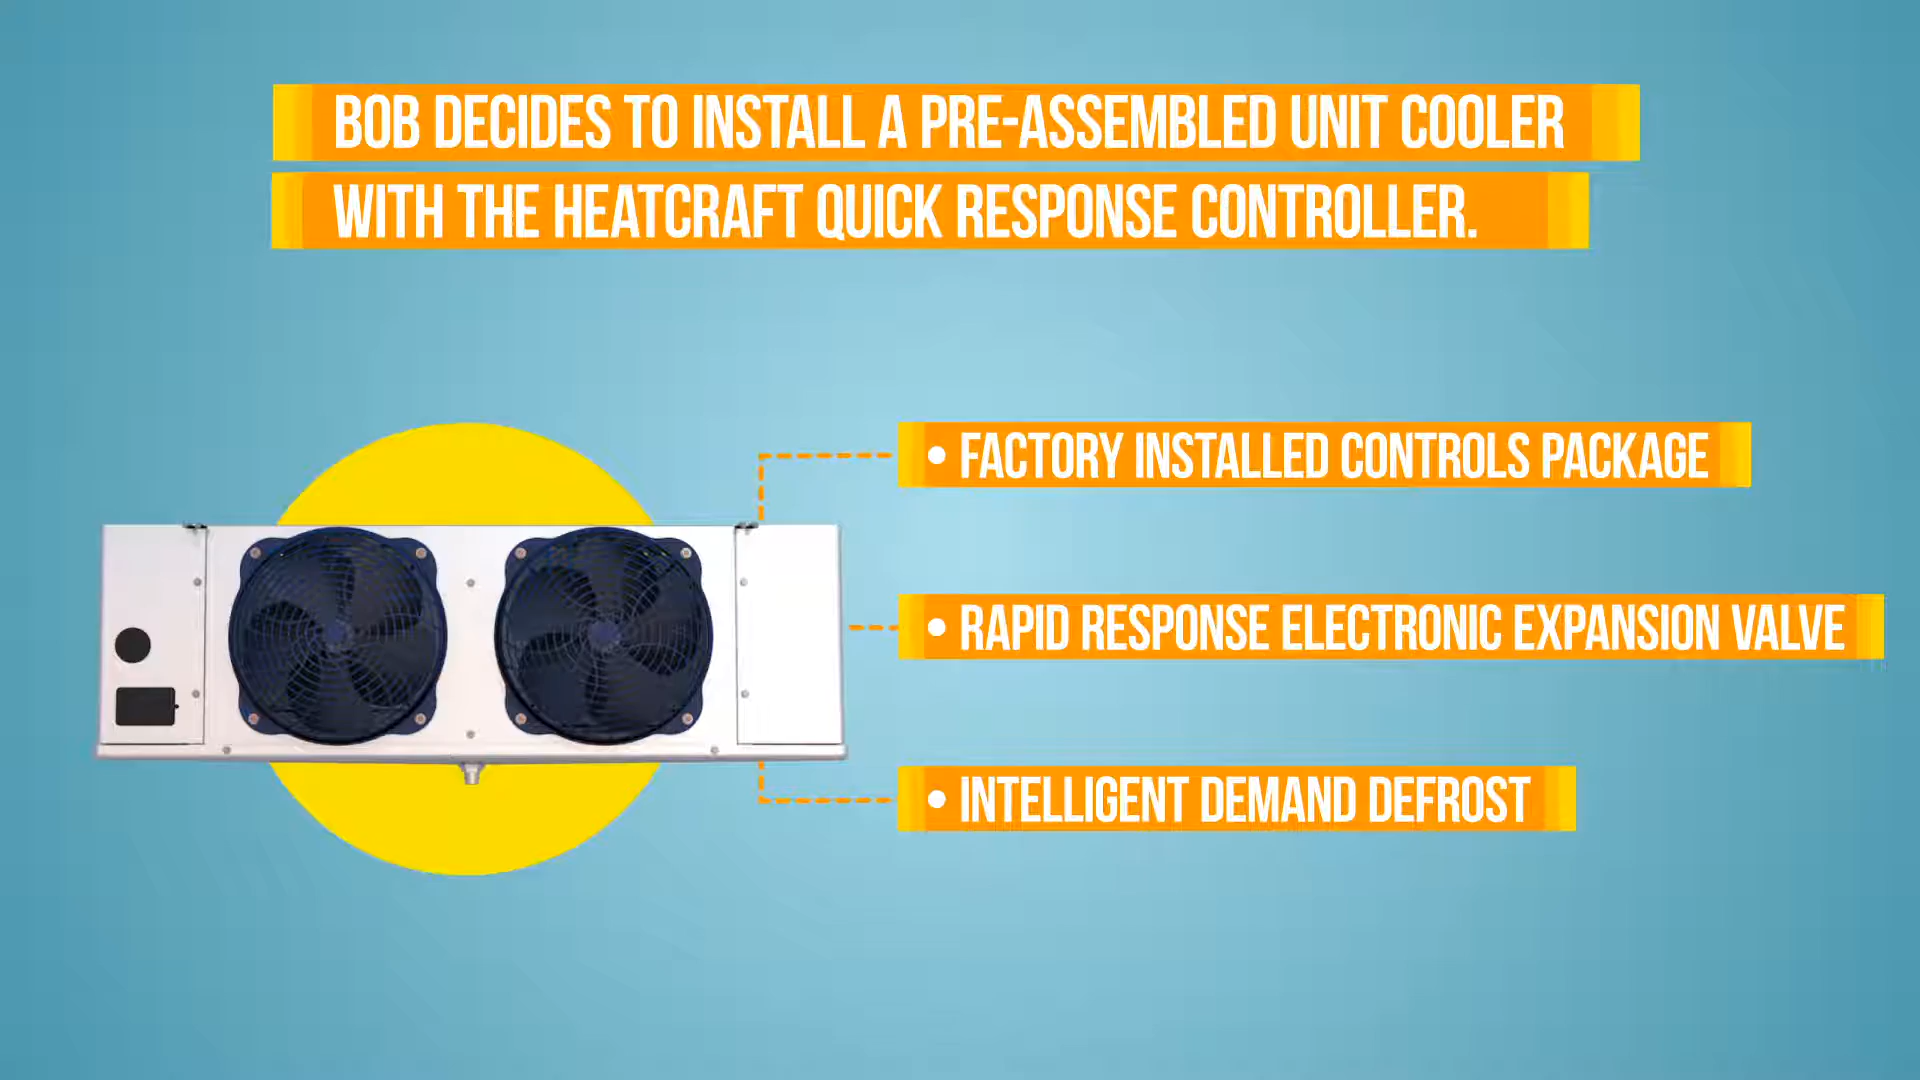 BOB DECIDES TO INSTALL A PRE-ASSEMBLED UNIT COOLER
WITH THE HEATCRAFT QUICK RESPONSE CONTROLLER.
• FACTORY INSTALLED CONTROLS PACKAGE
• RAPID RESPONSE ELECTRONIC EXPANSION VALVE
• INTELLIGENT DEMAND DEFROST